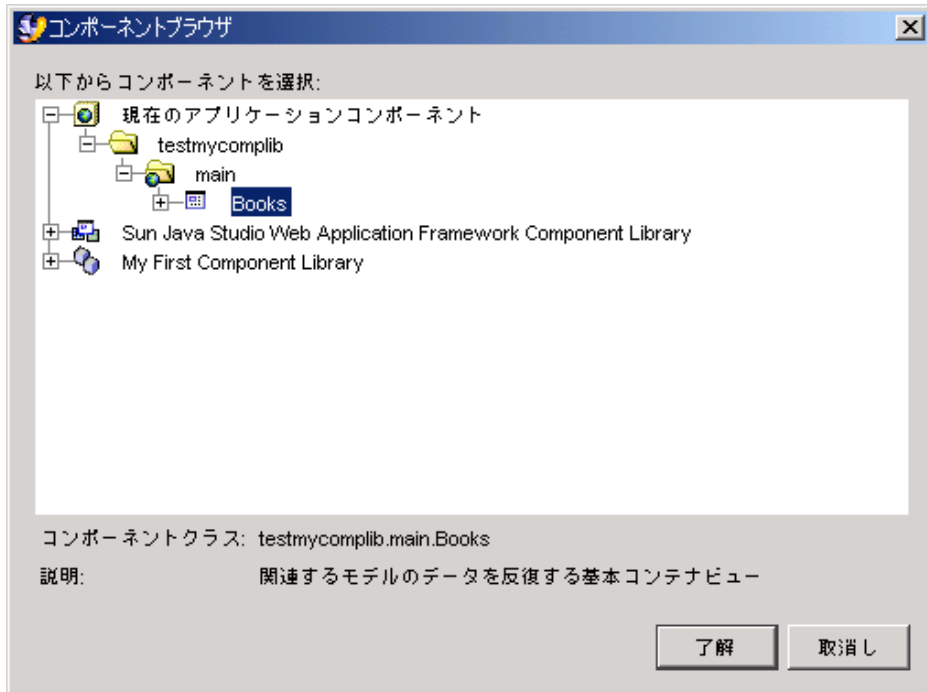 コンポーネントブラウザ
以下からコンポーネントを選択:
現在のアプリケーションコンポーネント
testmycomplib
main
Books
Sun Java Studio Web Application Framework Component Library
My First Component Library
コンポーネントクラス: testmycomplib.main.Books
説明: 関連するモデルのデータを反復する基本コンテナビュー
了解 取消し